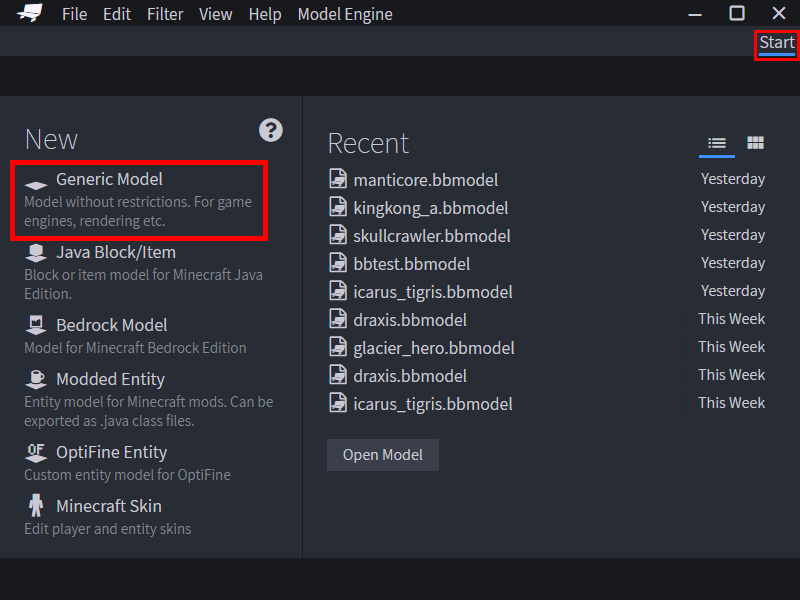 File Edit Filter View Help Model Engine
Start
New
?
Generic Model
Model without restrictions. For game
engines, rendering etc.
Java Block/Item
Block or item model for Minecraft Java
Edition.
Bedrock Model
Model for Minecraft Bedrock Edition
Modded Entity
Entity model for Minecraft mods. Can be
exported as .java class files.
OF
OptiFine Entity
Custom entity model for OptiFine
Minecraft Skin
Edit player and entity skins
Recent
manticore.bbmodel Yesterday
kingkong_a.bbmodel Yesterday
skullcrawler.bbmodel Yesterday
bbtest.bbmodel Yesterday
icarus_tigris.bbmodel Yesterday
draxis.bbmodel This Week
glacier_hero.bbmodel This Week
draxis.bbmodel This Week
icarus_tigris.bbmodel This Week
Open Model